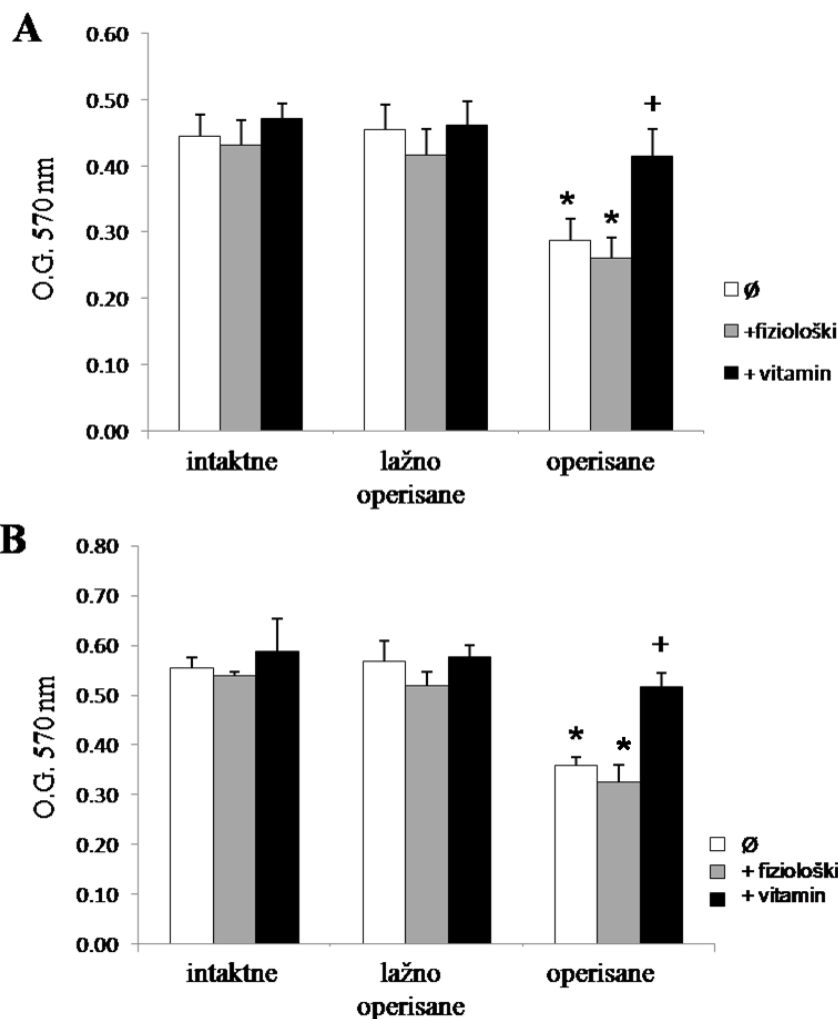 A
0.60
0.50
0.40
0.30
0.20
0.10
0.00
O.G. 570 nm
+
* *
Ø
+fiziološki
+ vitamin
intaktne lažno operisane
operisane
B
0.80
0.70
0.60
0.50
0.40
0.30
0.20
0.10
0.00
O.G. 570 nm
+
* *
Ø
+ fiziološki
+ vitamin
intaktne lažno operisane
operisane